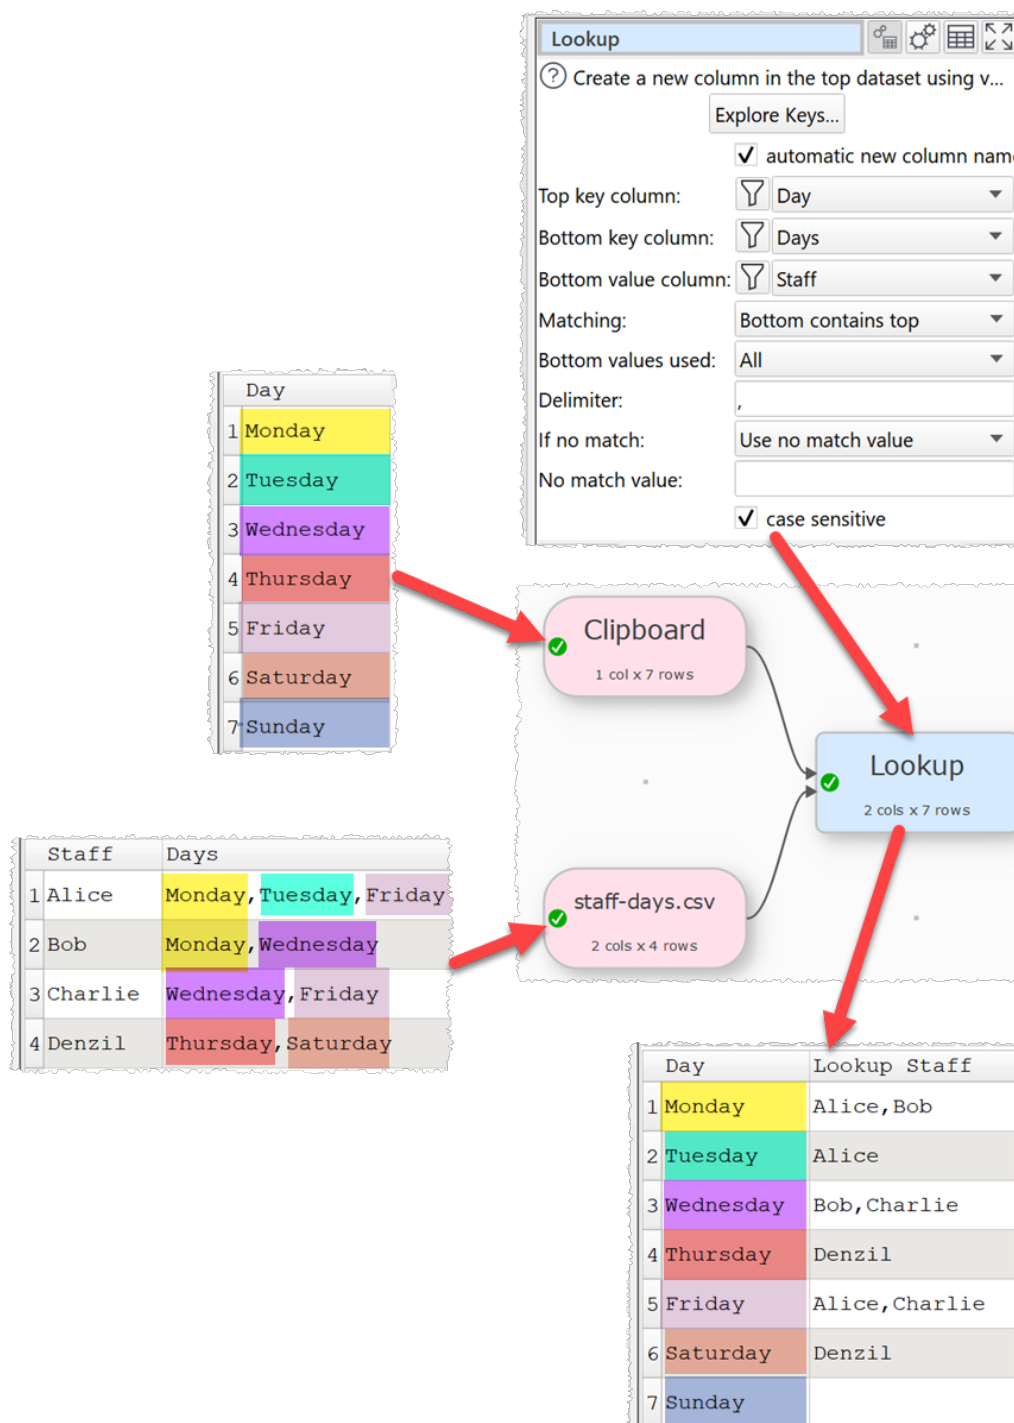 Lookup
Create a new column in the top dataset using v...
Explore Keys...
automatic new column name
Top key column: Day
Bottom key column: Days
Bottom value column: Staff
Matching: Bottom contains top
Bottom values used: All
Delimiter: ,
If no match: Use no match value
No match value:
case sensitive
Day
1 Monday
2 Tuesday
3 Wednesday
4 Thursday
5 Friday
6 Saturday
7 Sunday
Clipboard
1 col x 7 rows
Lookup
2 cols x 7 rows
staff-days.csv
2 cols x 4 rows
Staff Days
1 Alice Monday,Tuesday,Friday
2 Bob Monday,Wednesday
3 Charlie Wednesday,Friday
4 Denzil Thursday,Saturday
Day Lookup Staff
1 Monday Alice,Bob
2 Tuesday Alice
3 Wednesday Bob,Charlie
4 Thursday Denzil
5 Friday Alice,Charlie
6 Saturday Denzil
7 Sunday